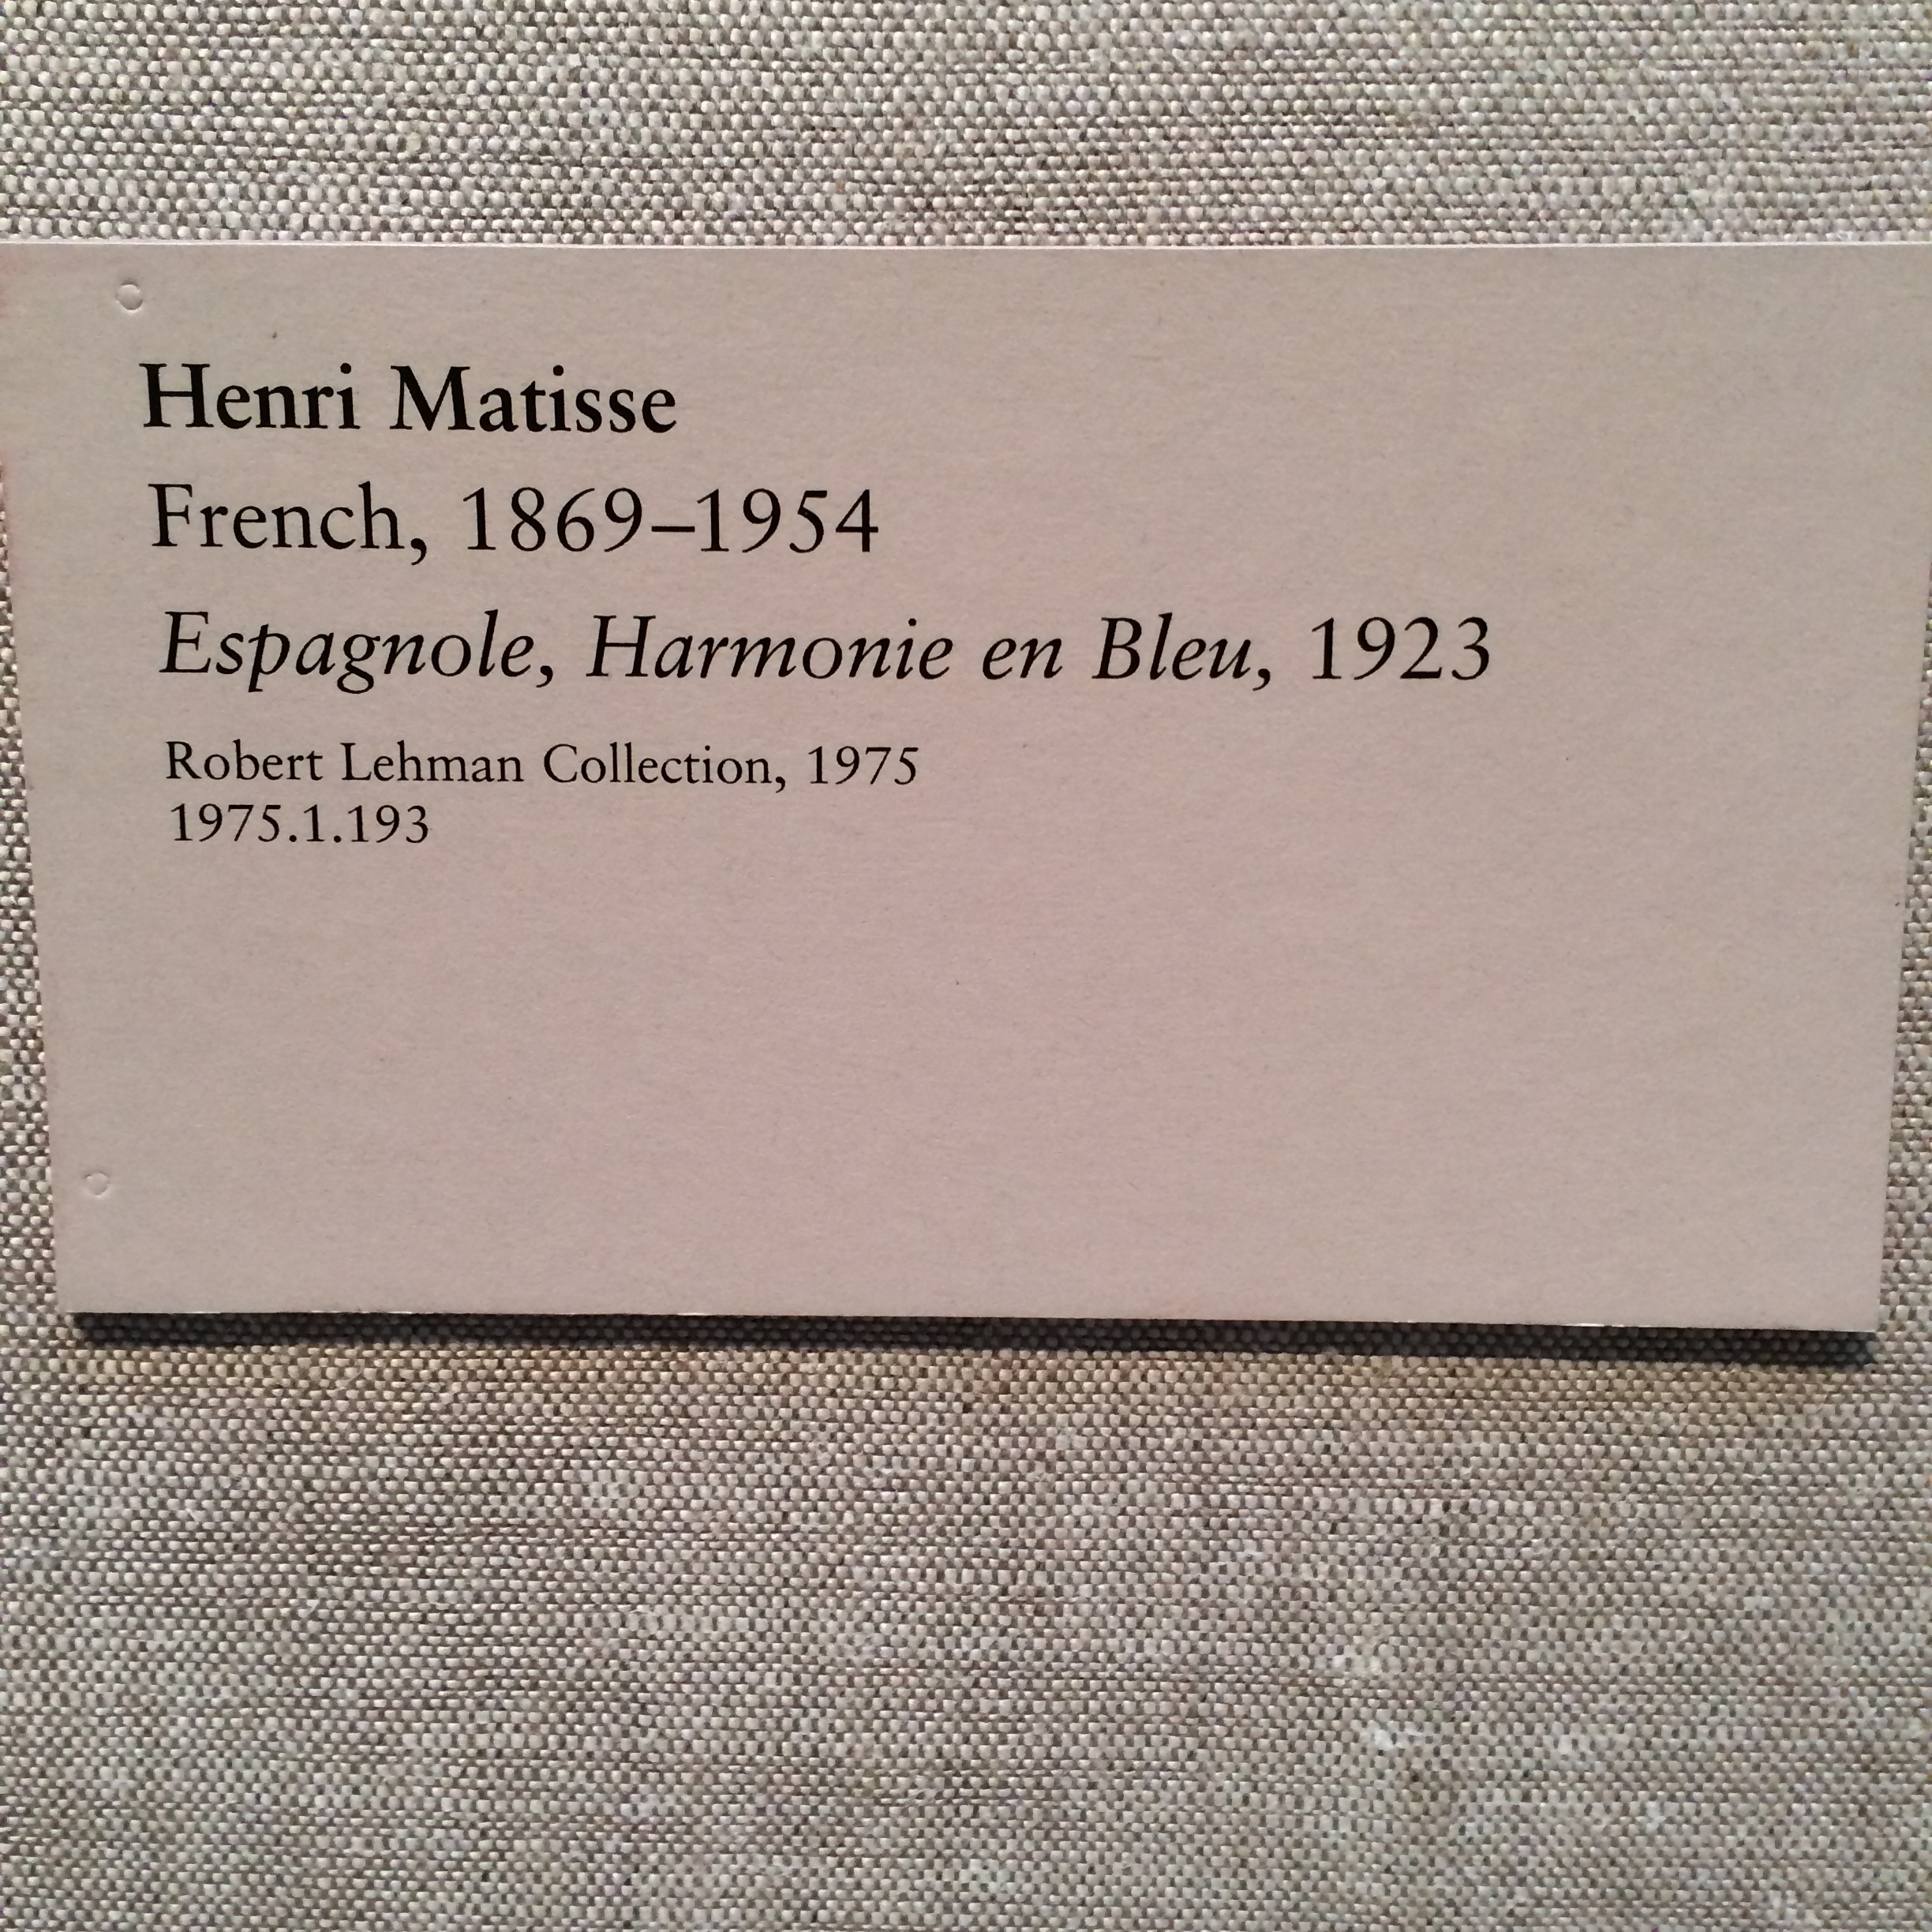 Henri Matisse
French, 1869–1954
Espagnole, Harmonie en Bleu, 1923
Robert Lehman Collection, 1975
1975.1.193